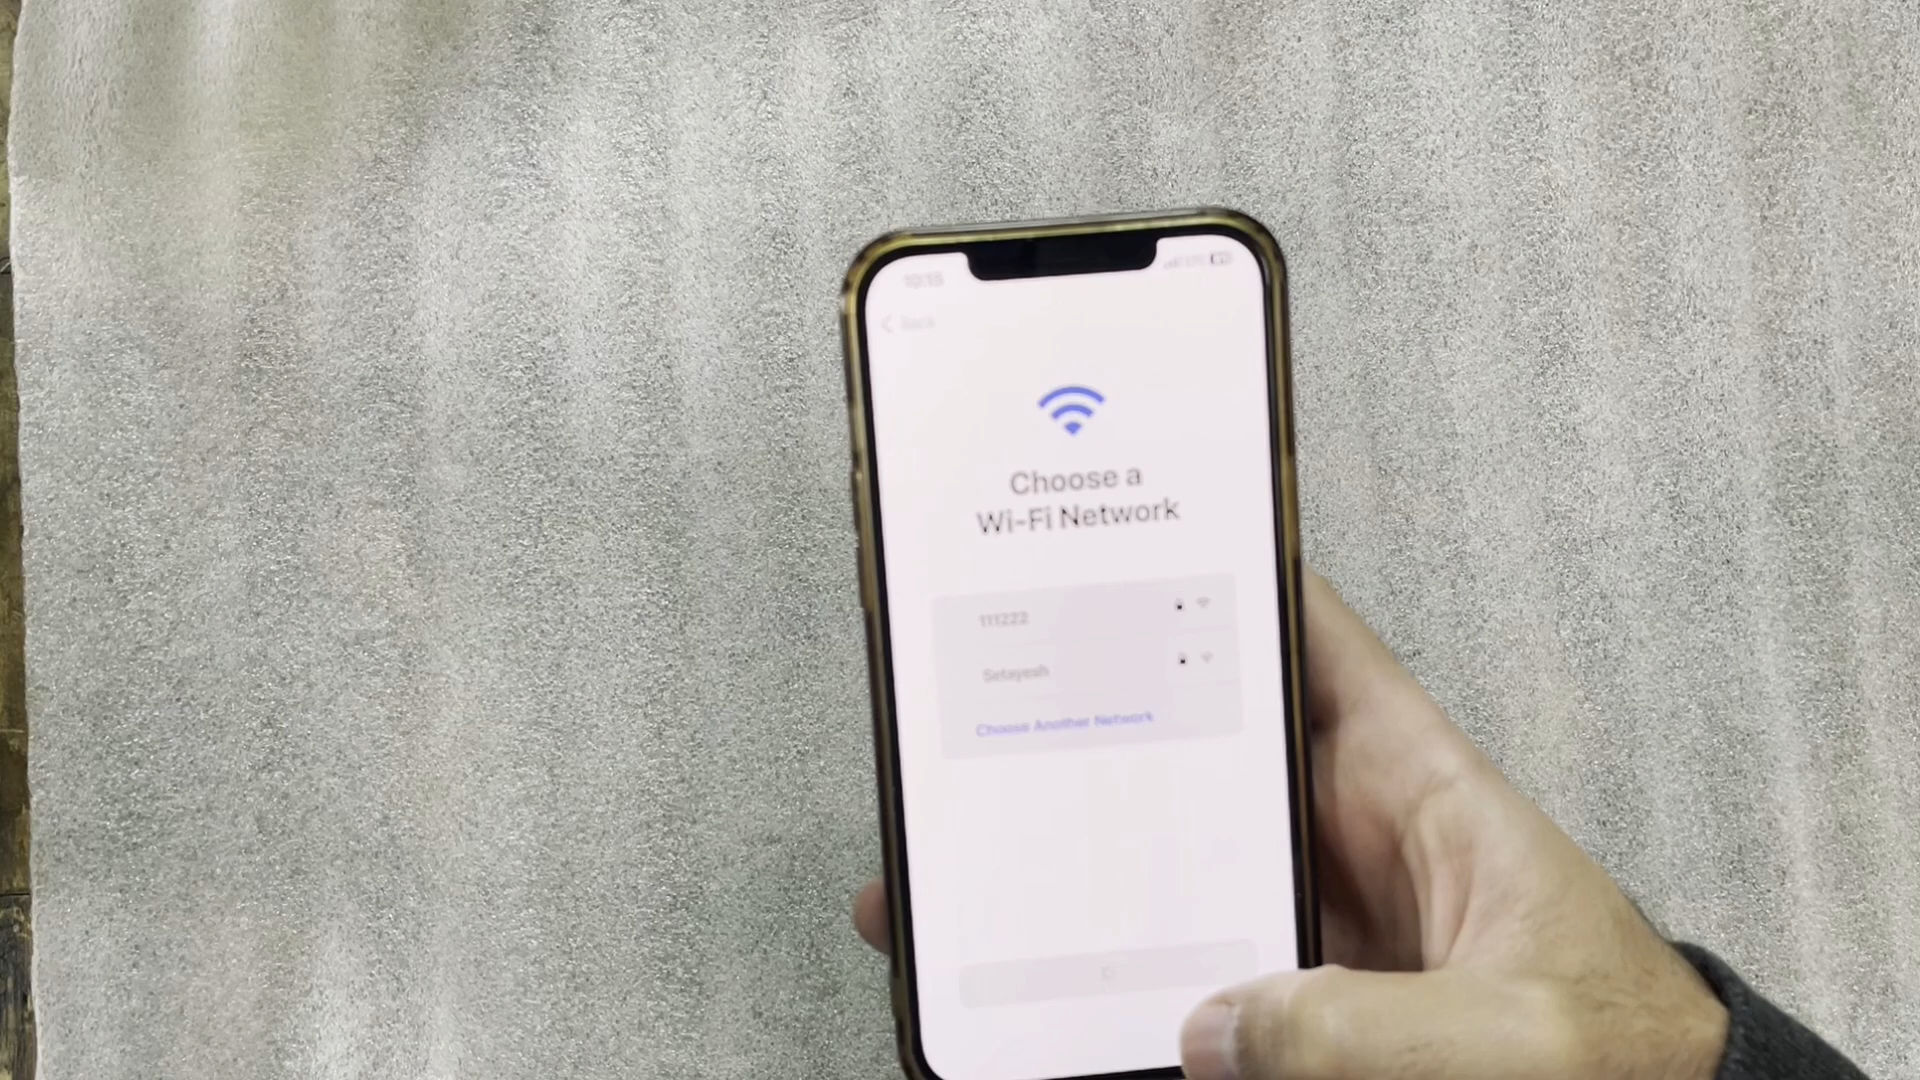 Back
Choose a
Wi-Fi Network
111222
Setayesh
Choose Another Network